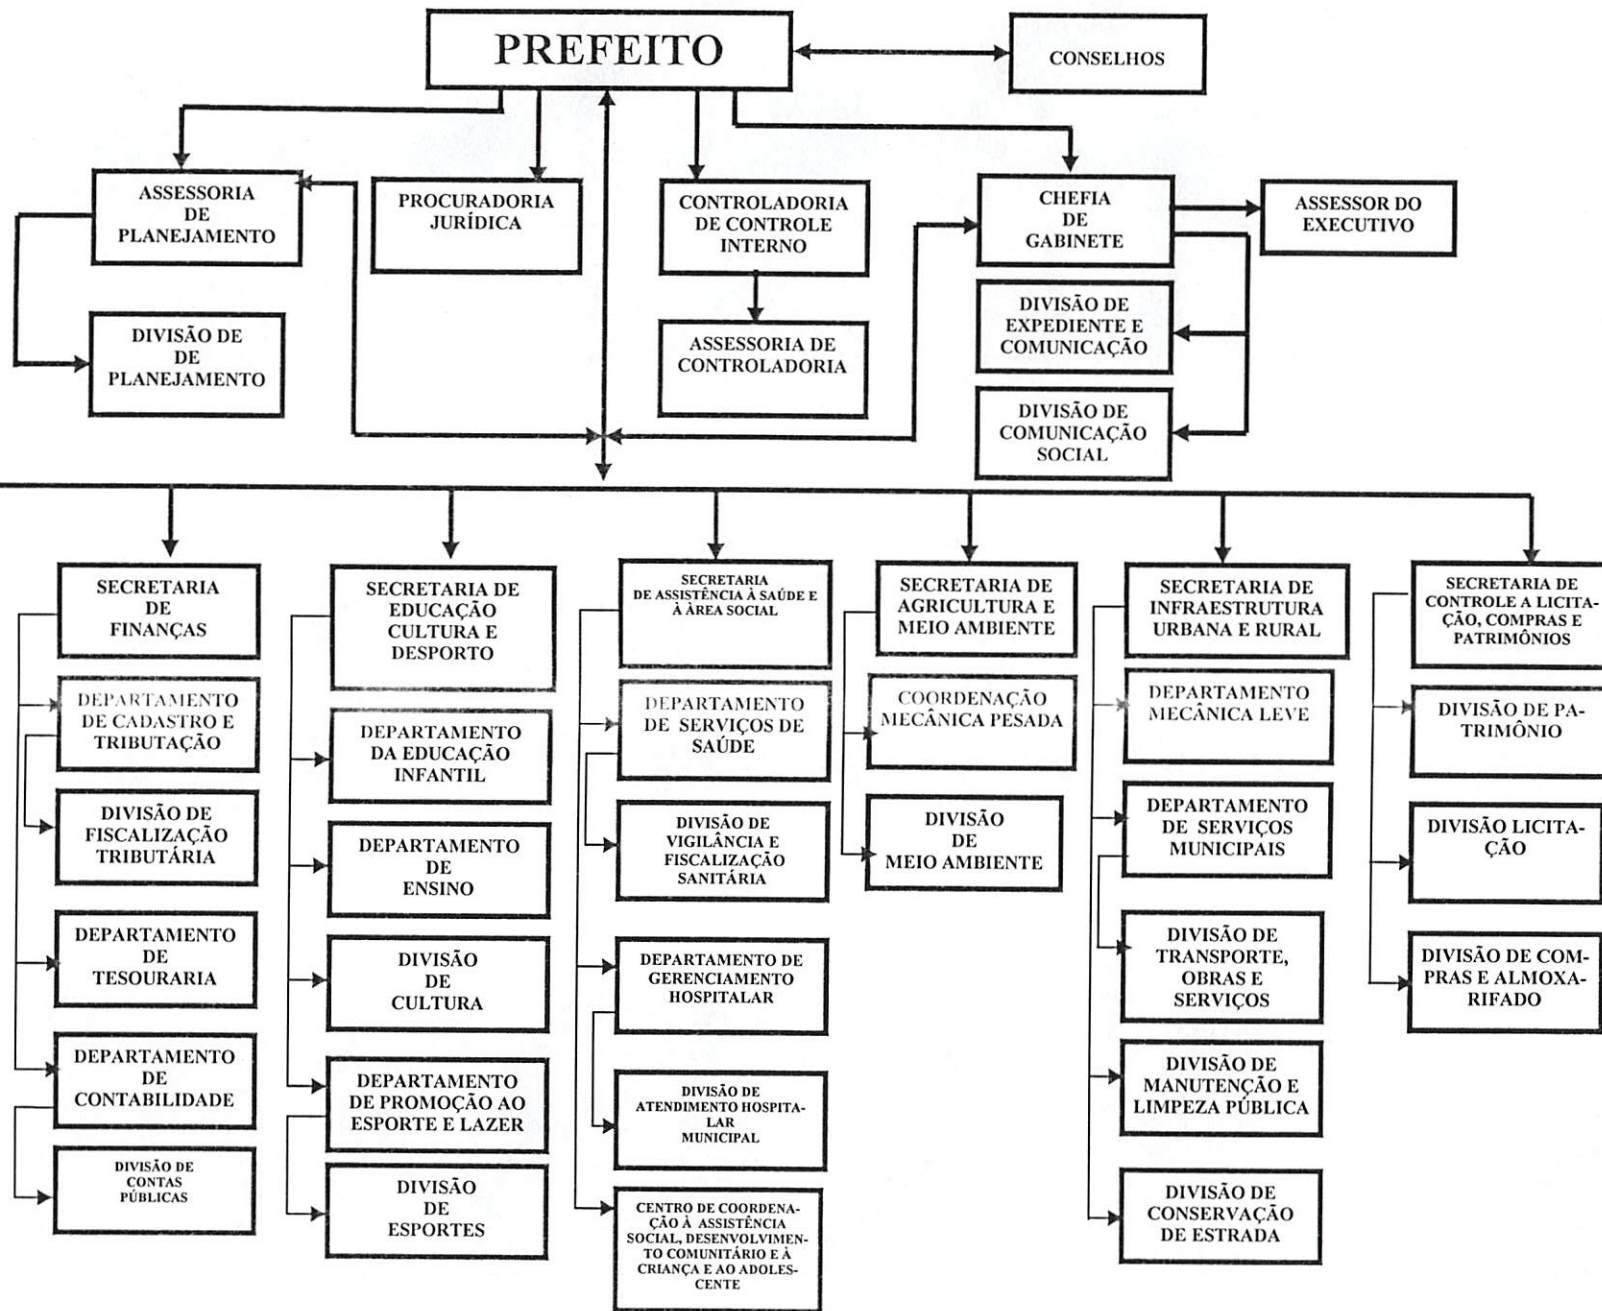 PREFEITO
CONSELHOS
ASSESSORIA
DE
PLANEJAMENTO
PROCURADORIA
JURÍDICA
CONTROLADORIA
DE CONTROLE
INTERNO
CHEFIA
DE
GABINETE
ASSESSOR DO
EXECUTIVO
DIVISÃO DE
DE
PLANEJAMENTO
ASSESSORIA DE
CONTROLADORIA
DIVISÃO DE
EXPEDIENTE E
COMUNICAÇÃO
DIVISÃO DE
COMUNICAÇÃO
SOCIAL
SECRETARIA
DE
FINANÇAS
DEPARTAMENTO
DE CADASTRO E
TRIBUTAÇÃO
DIVISÃO DE
FISCALIZAÇÃO
TRIBUTÁRIA
DEPARTAMENTO
DE
TESOURARIA
DEPARTAMENTO
DE
CONTABILIDADE
DIVISÃO DE
CONTAS
PÚBLICAS
SECRETARIA DE
EDUCAÇÃO
CULTURA E
DESPORTO
DEPARTAMENTO
DA EDUCAÇÃO
INFANTIL
DEPARTAMENTO
DE
ENSINO
DIVISÃO
DE
CULTURA
DEPARTAMENTO
DE PROMOÇÃO AO
ESPORTE E LAZER
DIVISÃO
DE
ESPORTES
SECRETARIA
DE ASSISTÊNCIA À SAÚDE E
À ÀREA SOCIAL
DEPARTAMENTO
DE SERVIÇOS DE
SAÚDE
DIVISÃO DE
VIGILÂNCIA E
FISCALIZAÇÃO
SANITÁRIA
DEPARTAMENTO DE
GERENCIAMENTO
HOSPITALAR
DIVISÃO DE
ATENDIMENTO HOSPITA-
LAR
MUNICIPAL
CENTRO DE COORDENA-
ÇÃO À ASSISTÊNCIA
SOCIAL, DESENVOLVIMEN-
TO COMUNITÁRIO E À
CRIANÇA E AO ADOLES-
CENTE
SECRETARIA DE
AGRICULTURA E
MEIO AMBIENTE
COORDENAÇÃO
MECÂNICA PESADA
DIVISÃO
DE
MEIO AMBIENTE
SECRETARIA DE
INFRAESTRUTURA
URBANA E RURAL
DEPARTAMENTO
MECÂNICA LEVE
DEPARTAMENTO
DE SERVIÇOS
MUNICIPAIS
DIVISÃO DE
TRANSPORTE,
OBRAS E
SERVIÇOS
DIVISÃO DE
MANUTENÇÃO E
LIMPEZA PÚBLICA
DIVISÃO DE
CONSERVAÇÃO
DE ESTRADA
SECRETARIA DE
CONTROLE A LICITA-
ÇÃO, COMPRAS E
PATRIMÔNIOS
DIVISÃO DE PA-
TRIMÔNIO
DIVISÃO LICITA-
ÇÃO
DIVISÃO DE COM-
PRAS E ALMOXA-
RIFADO